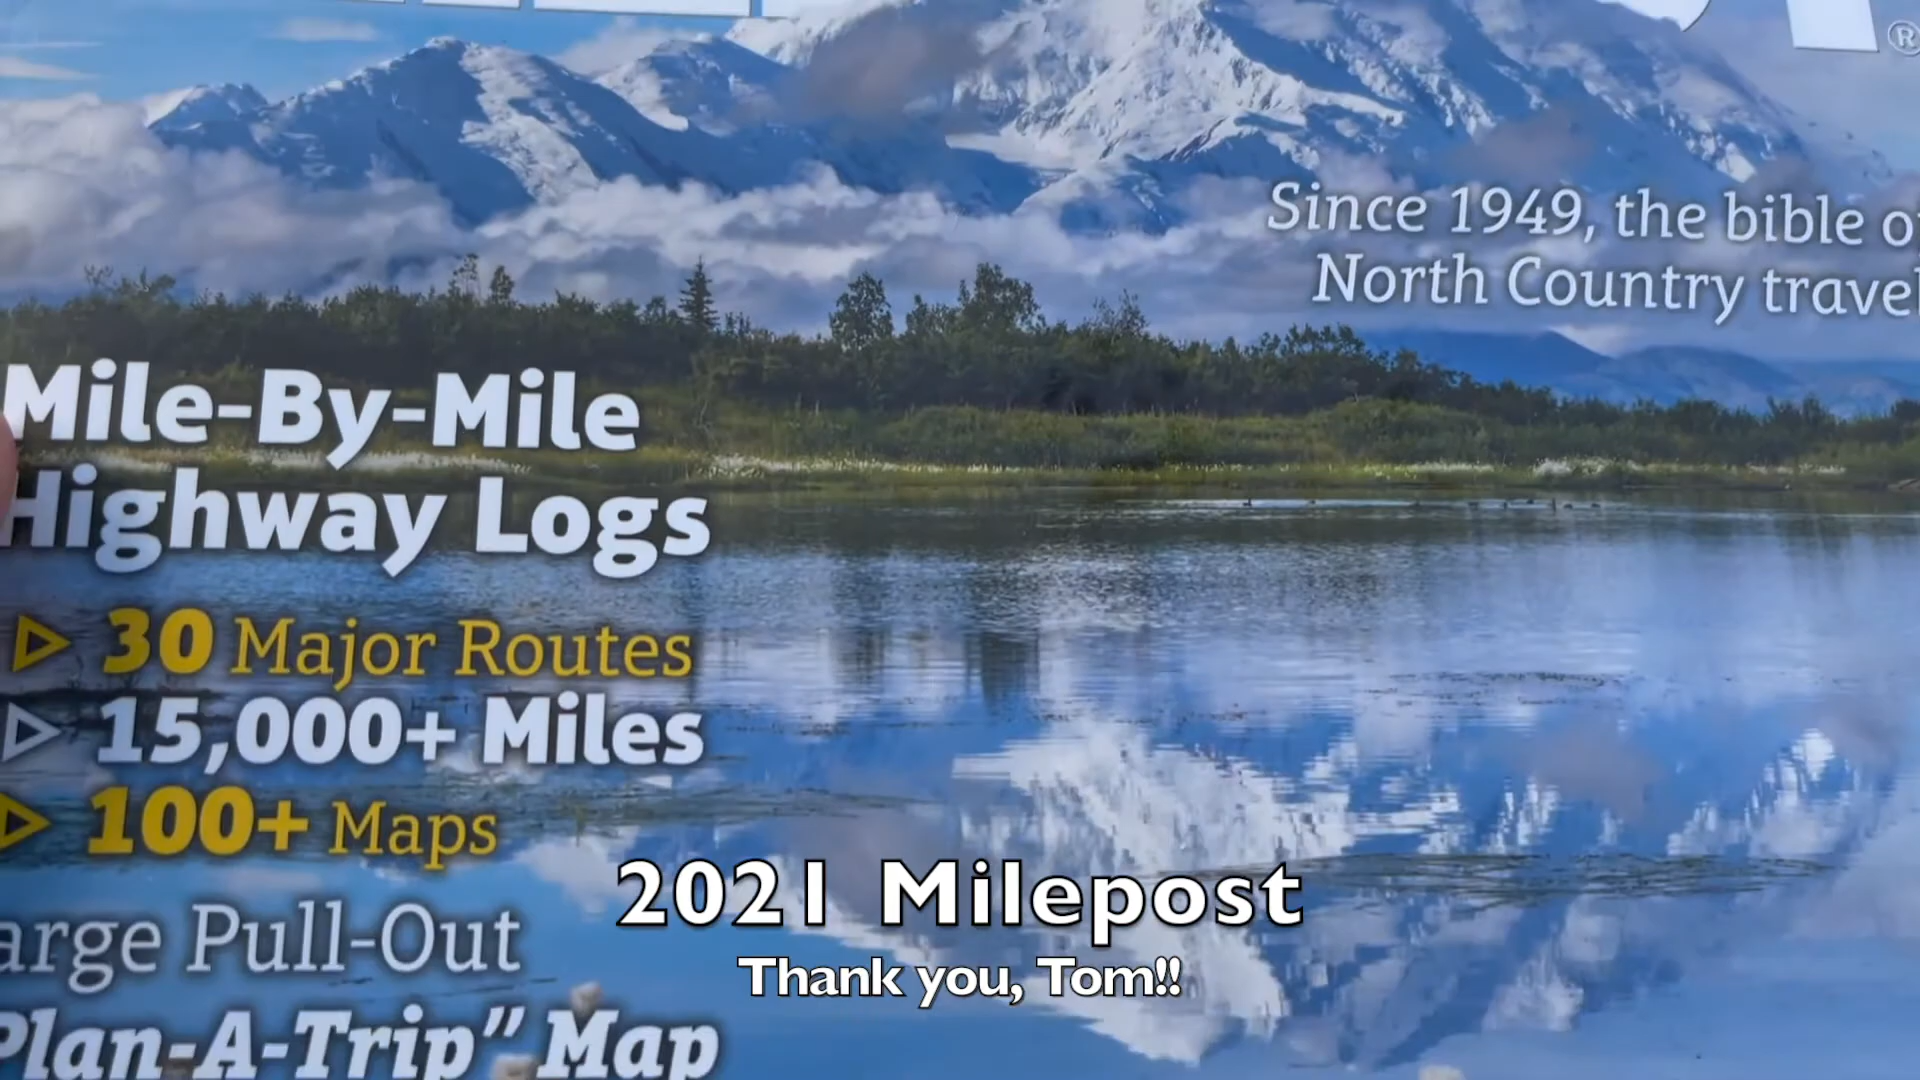 ®
Since 1949, the bible
North Country travel
Mile-By-Mile
Highway Logs
30 Major Routes
15,000+ Miles
100+ Maps
arge Pull-Out
Plan-A-Trip" Map
2021 Milepost
Thank you, Tom!!